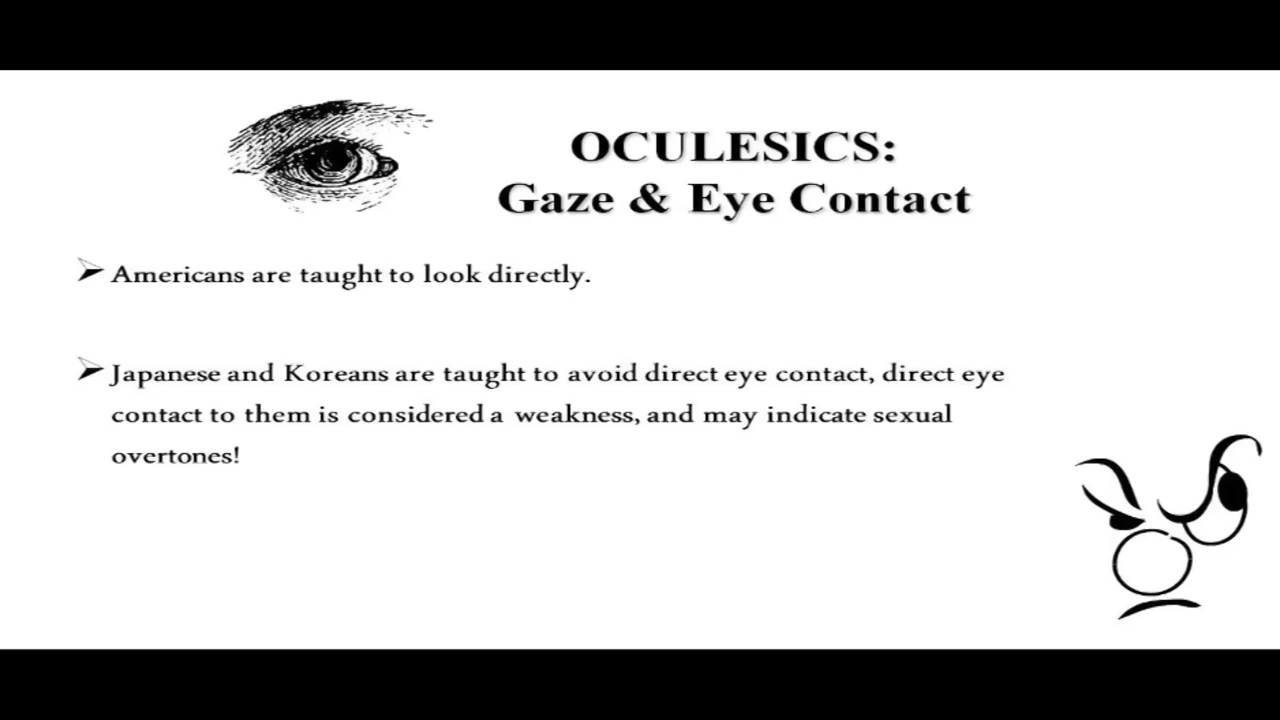 OCULESICS:
Gaze & Eye Contact
Americans are taught to look directly.
Japanese and Koreans are taught to avoid direct eye contact, direct eye
contact to them is considered a weakness, and may indicate sexual
overtones!